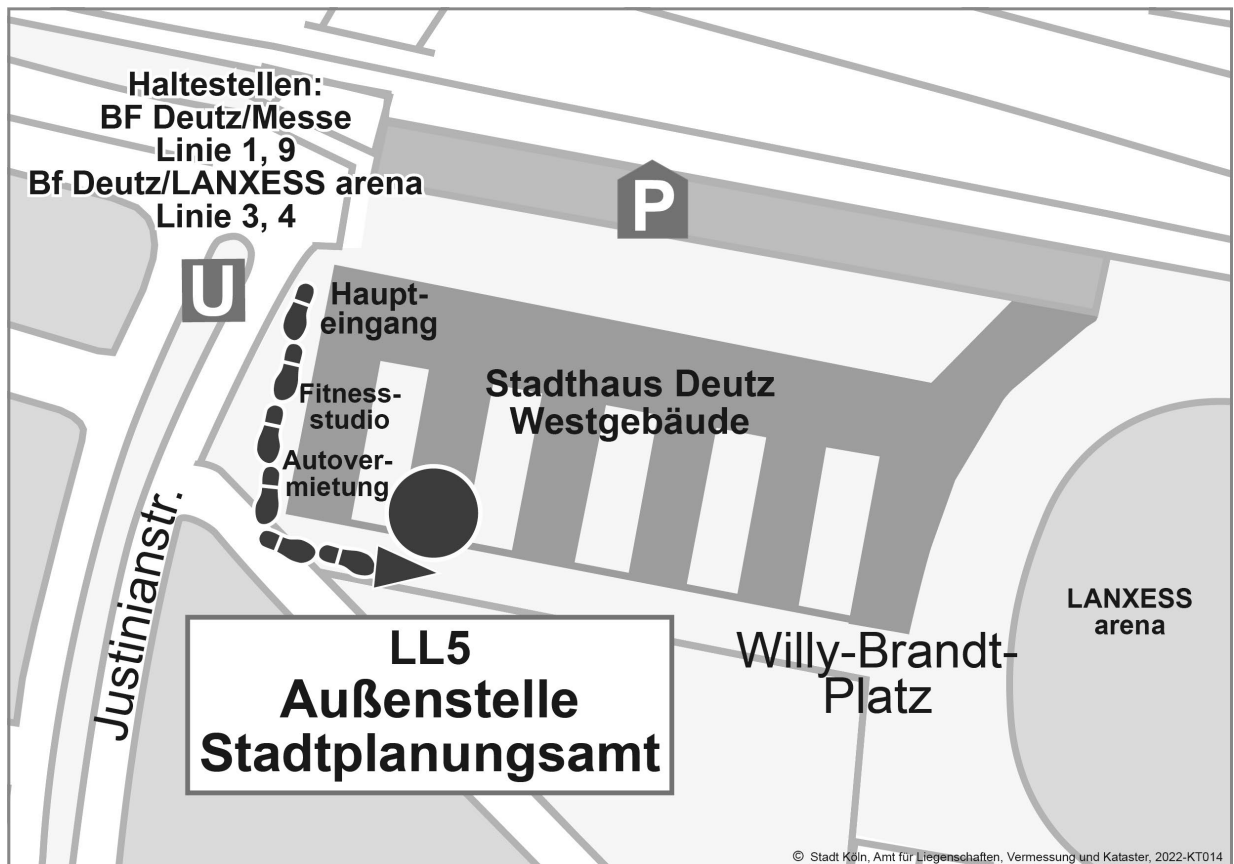 Haltestellen:
BF Deutz/Messe
Linie 1, 9
Bf Deutz/LANXESS arena
Linie 3, 4
P
U
Haupt-
eingang
Fitness-
studio
Autover-
mietung
Stadthaus Deutz
Westgebäude
Justinianstr.
LANXESS
arena
Willy-Brandt-
Platz
LL5
Außenstelle
Stadtplanungsamt
© Stadt Köln, Amt für Liegenschaften, Vermessung und Kataster, 2022-KT014